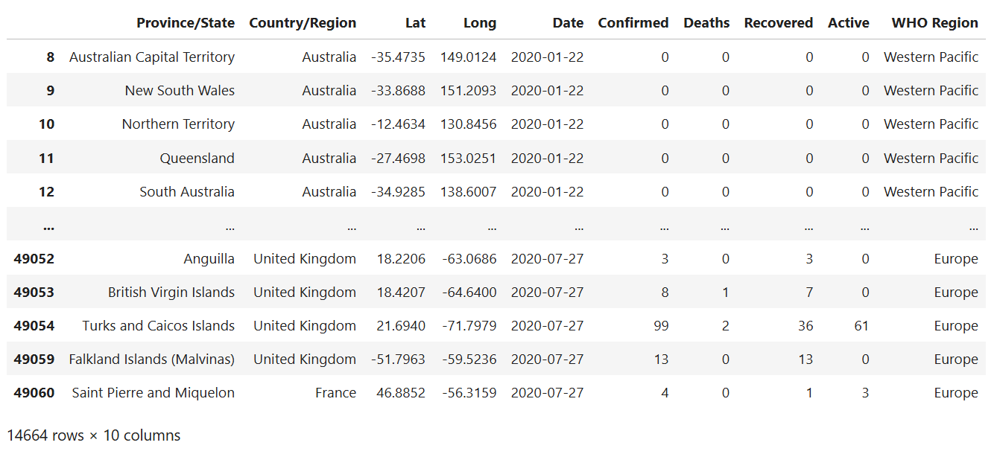 Province/State Country/Region Lat Long Date Confirmed Deaths Recovered Active WHO Region
8 Australian Capital Territory Australia -35.4735 149.0124 2020-01-22 0 0 0 0 Western Pacific
9 New South Wales Australia -33.8688 151.2093 2020-01-22 0 0 0 0 Western Pacific
10 Northern Territory Australia -12.4634 130.8456 2020-01-22 0 0 0 0 Western Pacific
11 Queensland Australia -27.4698 153.0251 2020-01-22 0 0 0 0 Western Pacific
12 South Australia Australia -34.9285 138.6007 2020-01-22 0 0 0 0 Western Pacific
... ... ... ... ... ... ... ... ... ... ...
49052 Anguilla United Kingdom 18.2206 -63.0686 2020-07-27 3 0 3 0 Europe
49053 British Virgin Islands United Kingdom 18.4207 -64.6400 2020-07-27 8 1 7 0 Europe
49054 Turks and Caicos Islands United Kingdom 21.6940 -71.7979 2020-07-27 99 2 36 61 Europe
49059 Falkland Islands (Malvinas) United Kingdom -51.7963 -59.5236 2020-07-27 13 0 13 0 Europe
49060 Saint Pierre and Miquelon France 46.8852 -56.3159 2020-07-27 4 0 1 3 Europe
14664 rows × 10 columns